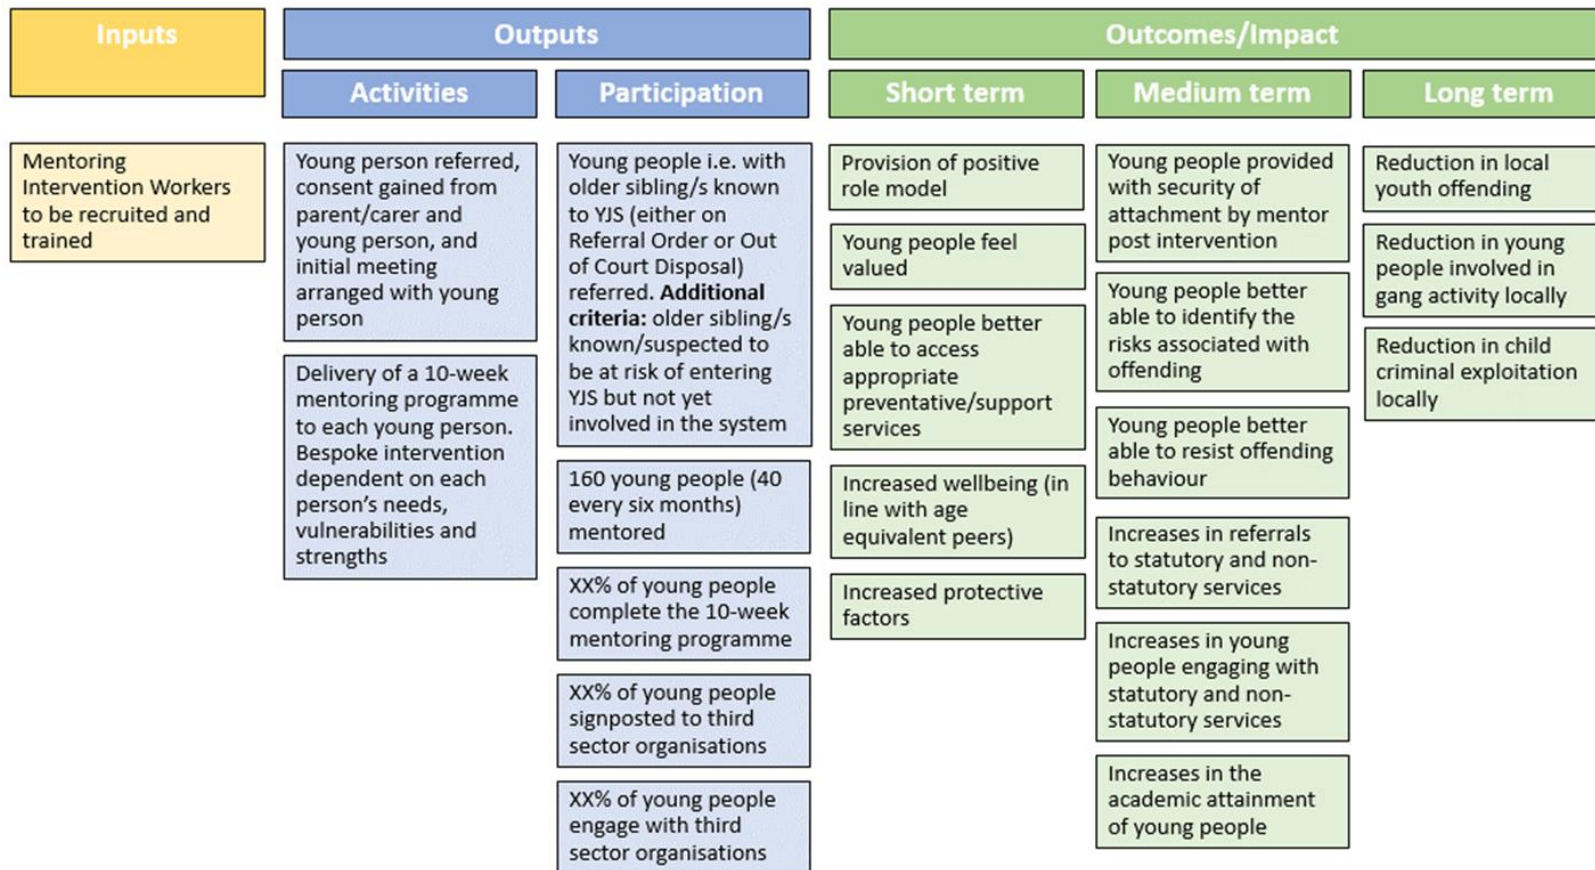 Inputs
Outputs
Outcomes/Impact
Activities
Participation
Short term
Medium term
Long term
Mentoring
Intervention Workers
to be recruited and
trained
Young person referred,
consent gained from
parent/carer and
young person, and
initial meeting
arranged with young
person
Delivery of a 10-week
mentoring programme
to each young person.
Bespoke intervention
dependent on each
person’s needs,
vulnerabilities and
strengths
Young people i.e. with
older sibling/s known
to YJS (either on
Referral Order or Out
of Court Disposal)
referred. Additional
criteria: older sibling/s
known/suspected to
be at risk of entering
YJS but not yet
involved in the system
160 young people (40
every six months)
mentored
XX% of young people
complete the 10-week
mentoring programme
XX% of young people
signposted to third
sector organisations
XX% of young people
engage with third
sector organisations
Provision of positive
role model
Young people feel
valued
Young people better
able to access
appropriate
preventative/support
services
Increased wellbeing (in
line with age
equivalent peers)
Increased protective
factors
Young people provided
with security of
attachment by mentor
post intervention
Young people better
able to identify the
risks associated with
offending
Young people better
able to resist offending
behaviour
Increases in referrals
to statutory and non-
statutory services
Increases in young
people engaging with
statutory and non-
statutory services
Increases in the
academic attainment
of young people
Reduction in local
youth offending
Reduction in young
people involved in
gang activity locally
Reduction in child
criminal exploitation
locally